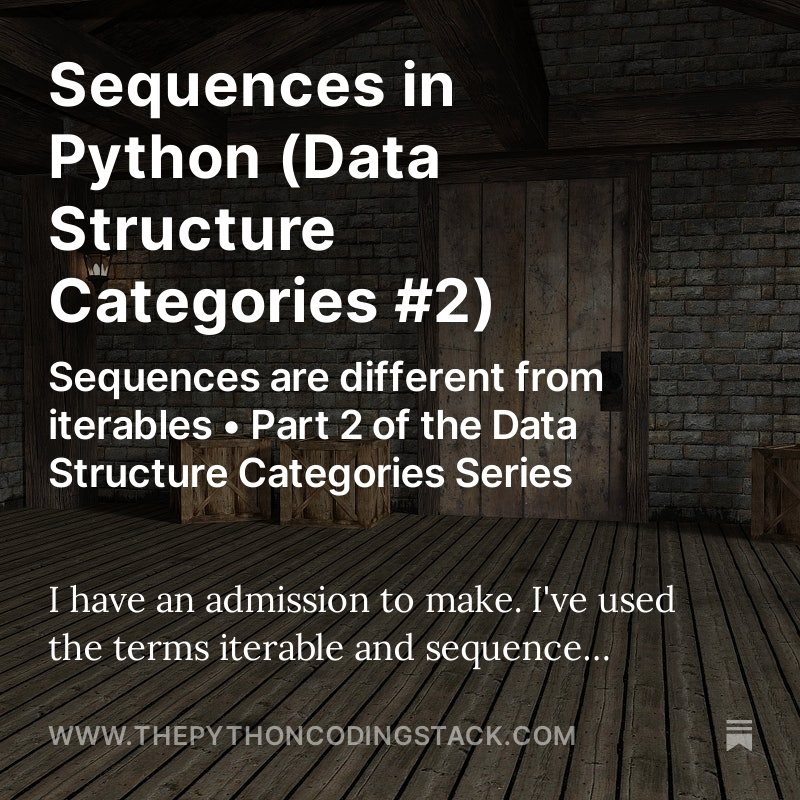 Sequences in
Python (Data
Structure
Categories #2)
Sequences are different from
iterables • Part 2 of the Data
Structure Categories Series
I have an admission to make. I've used
the terms iterable and sequence...
WWW.THEPYTHONCODINGSTACK.COM